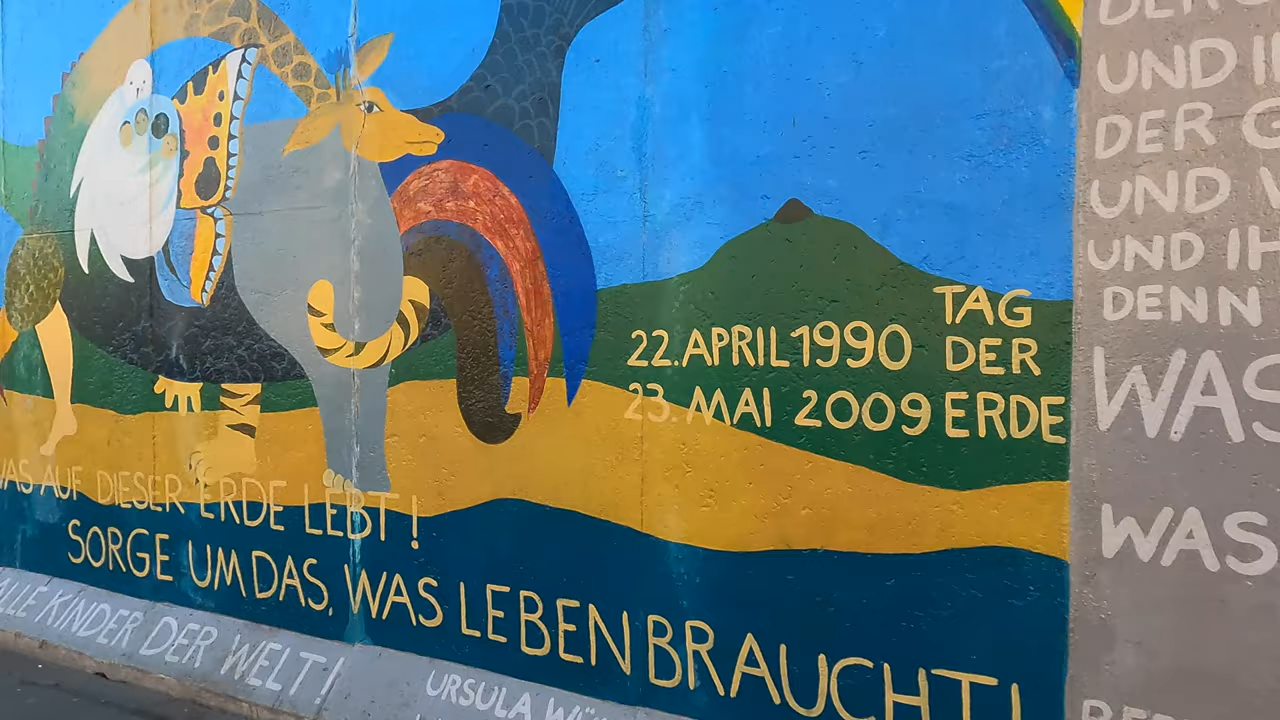 22. APRIL 1990
23. MAI 2009
TAG
DER
ERDE
WAS AUF DIESER ERDE LEBT!
SORGE UM DAS, WAS LEBEN BRAUCHT!
ALLE KINDER DER WELT!
URSULA
UND
DER
UND
UND
DENN
WAS
WAS